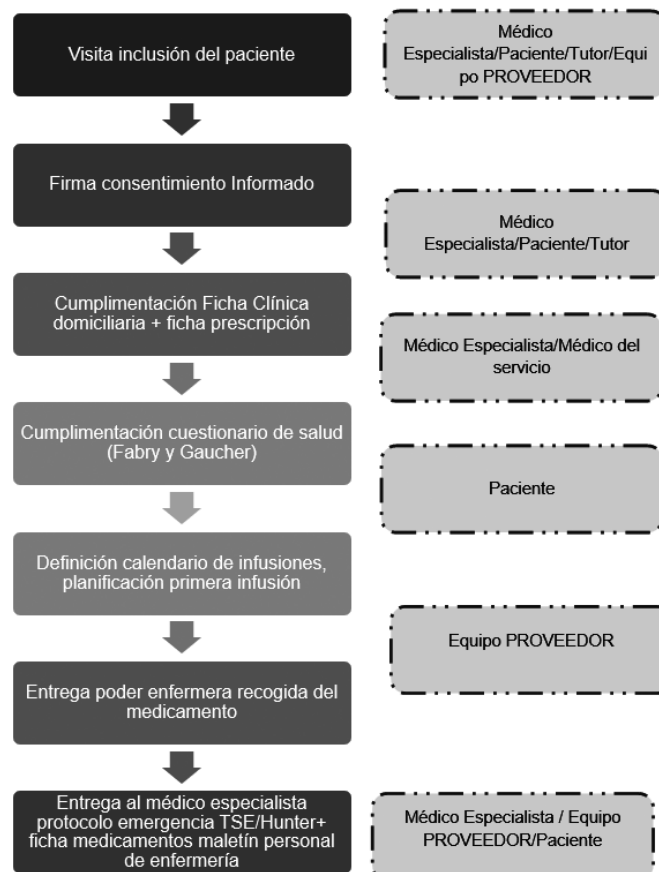 Visita inclusión del paciente
Médico
Especialista/Paciente/Tutor/Equi
po PROVEEDOR
Firma consentimiento Informado
Médico
Especialista/Paciente/Tutor
Cumplimentación Ficha Clínica
domiciliaria + ficha prescripción
Médico Especialista/Médico del
servicio
Cumplimentación cuestionario de salud
(Fabry y Gaucher)
Paciente
Definición calendario de infusiones,
planificación primera infusión
Equipo PROVEEDOR
Entrega poder enfermera recogida del
medicamento
Entrega al médico especialista
protocolo emergencia TSE/Hunter+
ficha medicamentos maletín personal
de enfermería
Médico Especialista / Equipo
PROVEEDOR/Paciente